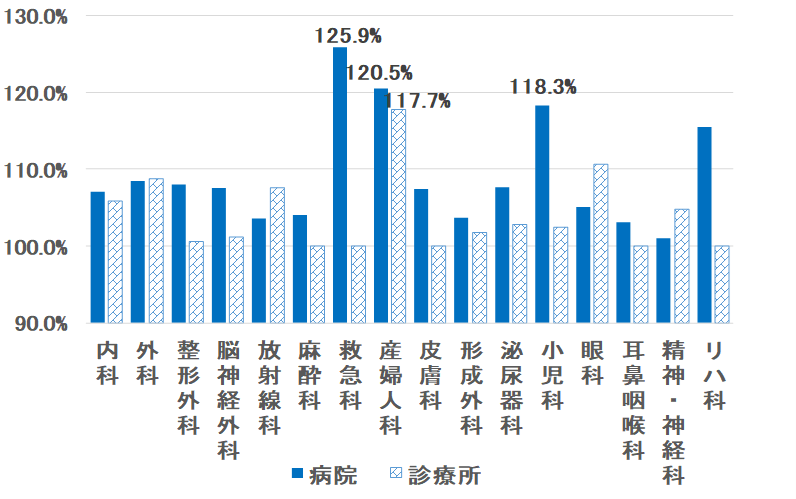 130.0%
120.0%
110.0%
100.0%
90.0%
125.9%
120.5%
117.7%
118.3%
内科
外科
整形外科
脳神経外科
放射線科
麻酔科
救急科
産婦人科
皮膚科
形成外科
泌尿器科
小児科
眼科
耳鼻咽喉科
精神・神経科
リハ科
病院
診療所